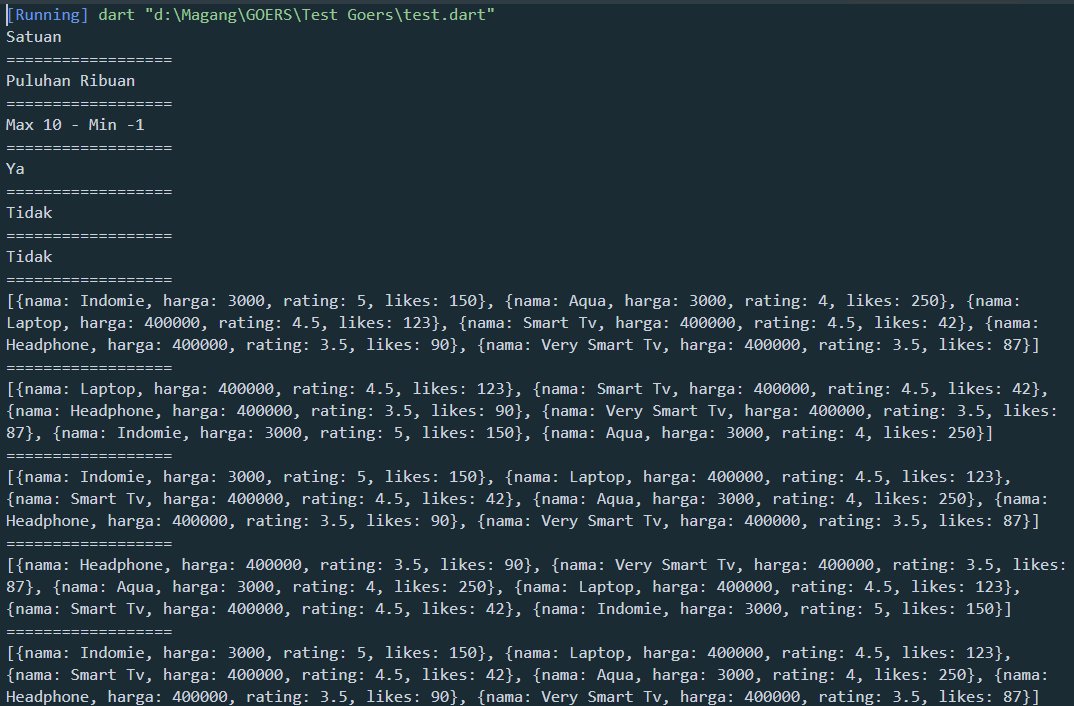 [Running] dart "d:\Magang\GOERS\Test Goers\test.dart"
Satuan
==================
Puluhan Ribuan
==================
Max 10 - Min -1
==================
Ya
==================
Tidak
==================
Tidak
==================
[{nama: Indomie, harga: 3000, rating: 5, likes: 150}, {nama: Aqua, harga: 3000, rating: 4, likes: 250}, {nama:
Laptop, harga: 400000, rating: 4.5, likes: 123}, {nama: Smart Tv, harga: 400000, rating: 4.5, likes: 42}, {nama:
Headphone, harga: 400000, rating: 3.5, likes: 90}, {nama: Very Smart Tv, harga: 400000, rating: 3.5, likes: 87}]
==================
[{nama: Laptop, harga: 400000, rating: 4.5, likes: 123}, {nama: Smart Tv, harga: 400000, rating: 4.5, likes: 42},
{nama: Headphone, harga: 400000, rating: 3.5, likes: 90}, {nama: Very Smart Tv, harga: 400000, rating: 3.5, likes:
87}, {nama: Indomie, harga: 3000, rating: 5, likes: 150}, {nama: Aqua, harga: 3000, rating: 4, likes: 250}]
==================
[{nama: Indomie, harga: 3000, rating: 5, likes: 150}, {nama: Laptop, harga: 400000, rating: 4.5, likes: 123},
{nama: Smart Tv, harga: 400000, rating: 4.5, likes: 42}, {nama: Aqua, harga: 3000, rating: 4, likes: 250}, {nama:
Headphone, harga: 400000, rating: 3.5, likes: 90}, {nama: Very Smart Tv, harga: 400000, rating: 3.5, likes: 87}]
==================
[{nama: Headphone, harga: 400000, rating: 3.5, likes: 90}, {nama: Very Smart Tv, harga: 400000, rating: 3.5, likes:
87}, {nama: Aqua, harga: 3000, rating: 4, likes: 250}, {nama: Laptop, harga: 400000, rating: 4.5, likes: 123},
{nama: Smart Tv, harga: 400000, rating: 4.5, likes: 42}, {nama: Indomie, harga: 3000, rating: 5, likes: 150}]
==================
[{nama: Indomie, harga: 3000, rating: 5, likes: 150}, {nama: Laptop, harga: 400000, rating: 4.5, likes: 123},
{nama: Smart Tv, harga: 400000, rating: 4.5, likes: 42}, {nama: Aqua, harga: 3000, rating: 4, likes: 250}, {nama:
Headphone, harga: 400000, rating: 3.5, likes: 90}, {nama: Very Smart Tv, harga: 400000, rating: 3.5, likes: 87}]